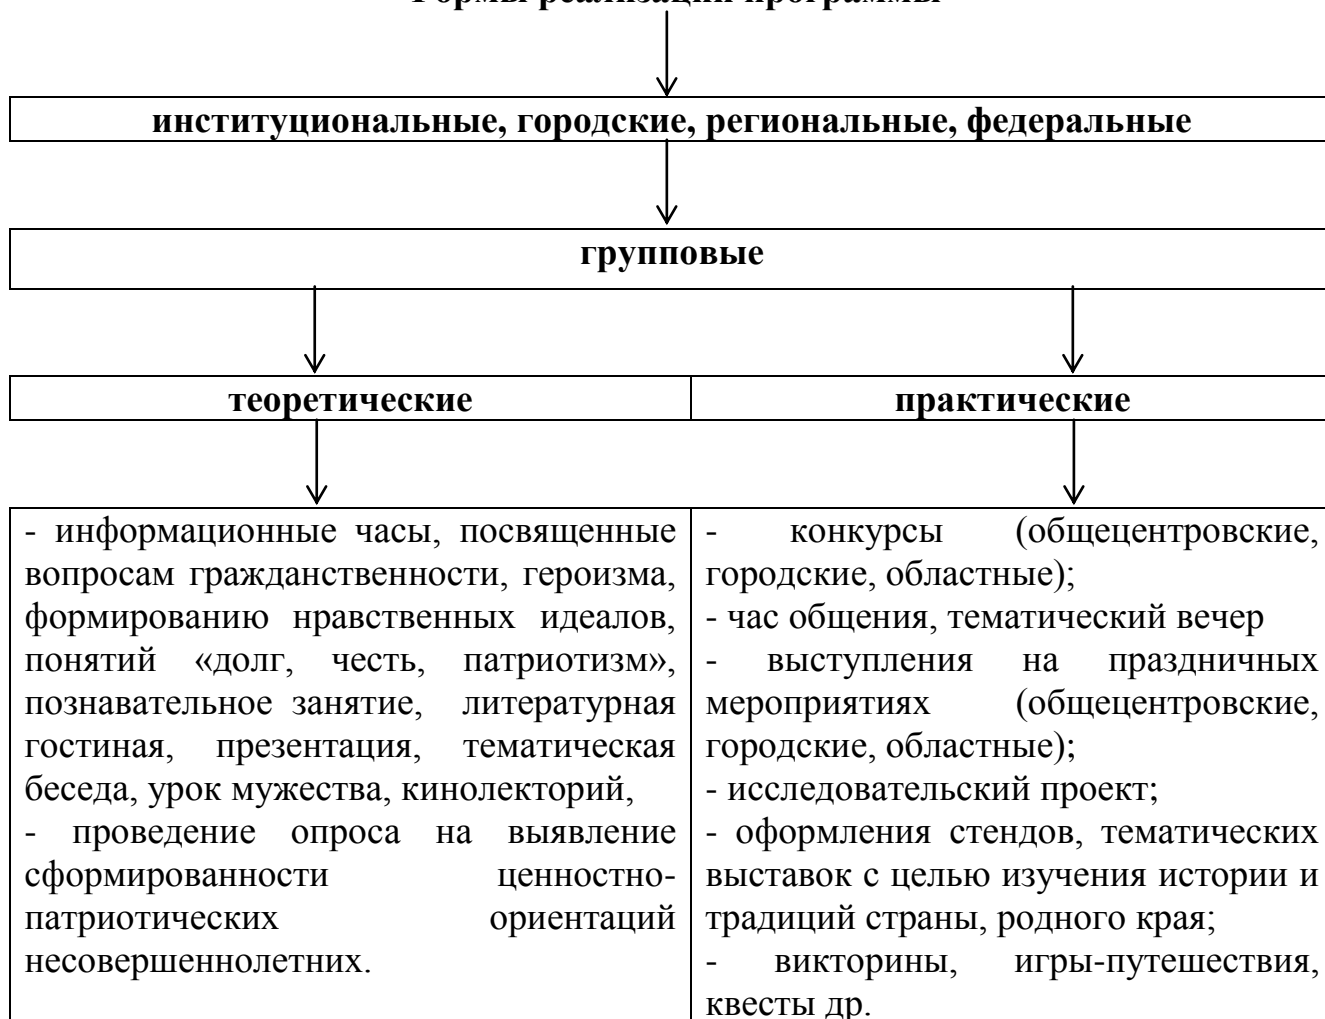 Формы реализации программы
институциональные, городские, региональные, федеральные
групповые
теоретические
практические
- информационные часы, посвященные
вопросам гражданственности, героизма,
формированию нравственных идеалов,
понятий «долг, честь, патриотизм»,
познавательное занятие, литературная
гостиная, презентация, тематическая
беседа, урок мужества, кинолекторий,
- проведение опроса на выявление
сформированности ценностно-
патриотических ориентаций
несовершеннолетних.
- конкурсы (общецентровские,
городские, областные);
- час общения, тематический вечер
- выступления на праздничных
мероприятиях (общецентровские,
городские, областные);
- исследовательский проект;
- оформления стендов, тематических
выставок с целью изучения истории и
традиций страны, родного края;
- викторины, игры-путешествия,
квесты др.